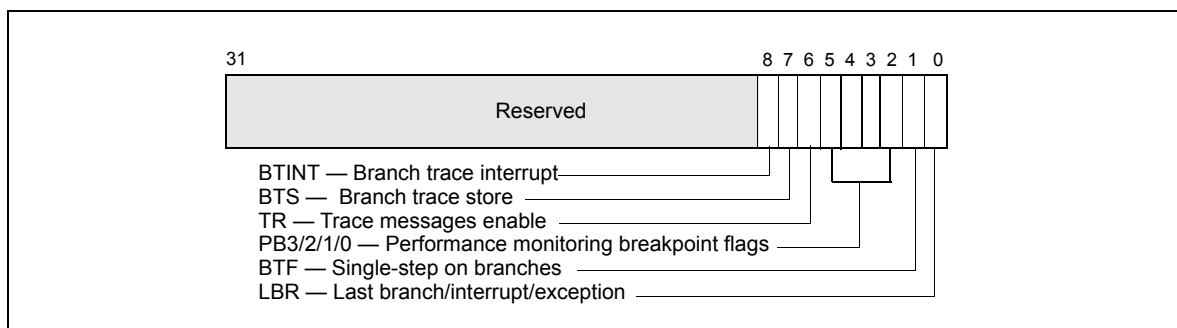 31 8 7 6 5 4 3 2 1 0
Reserved
BTINT — Branch trace interrupt
BTS — Branch trace store
TR — Trace messages enable
PB3/2/1/0 — Performance monitoring breakpoint flags
BTF — Single-step on branches
LBR — Last branch/interrupt/exception